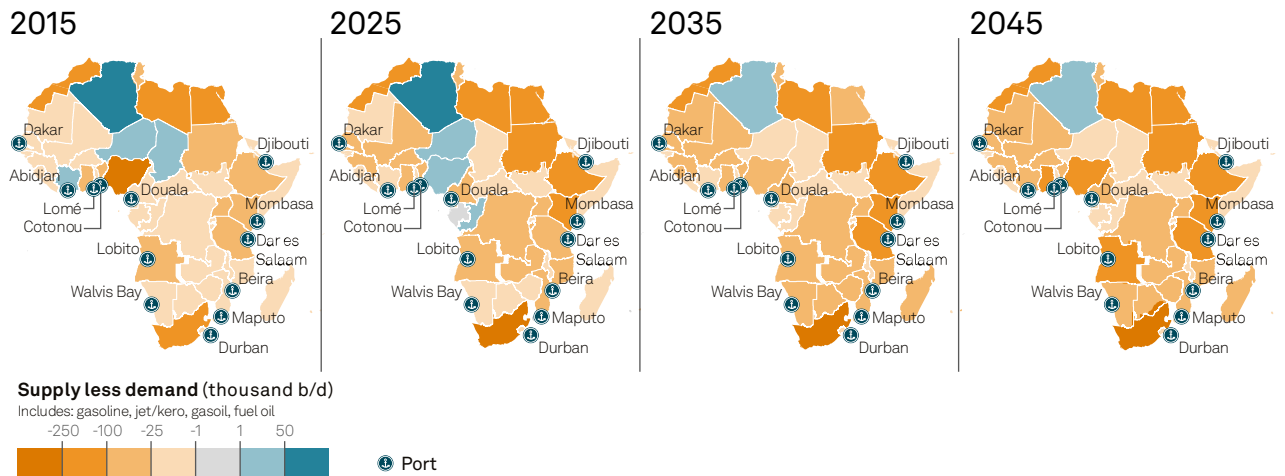 2015
Dakar
Djibouti
Abidjan
Douala
Lomé
Mombasa
Cotonou
Lobito
Dar es
Salaam
Walvis Bay
Beira
Maputo
Durban
2025
Dakar
Djibouti
Abidjan
Douala
Lomé
Mombasa
Cotonou
Lobito
Dar es
Salaam
Walvis Bay
Beira
Maputo
Durban
2035
Dakar
Djibouti
Abidjan
Douala
Lomé
Mombasa
Cotonou
Lobito
Dar es
Salaam
Walvis Bay
Beira
Maputo
Durban
2045
Dakar
Djibouti
Abidjan
Douala
Lomé
Mombasa
Cotonou
Lobito
Dar es
Salaam
Walvis Bay
Beira
Maputo
Durban
Supply less demand (thousand b/d)
Includes: gasoline, jet/kero, gasoil, fuel oil
-250 -100 -25 -1 1 50
Port